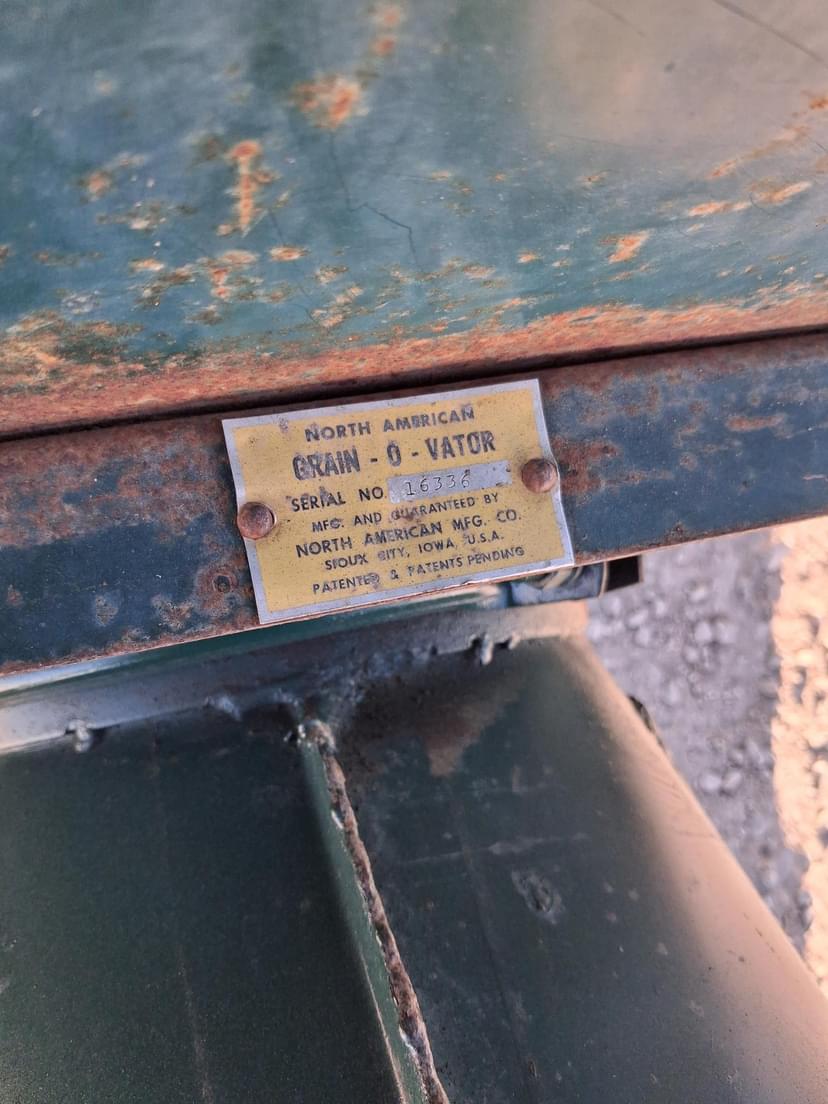 NORTH AMERICAN
GRAIN - O - VATOR
SERIAL NO. 16336
MFG. AND GUARANTEED BY
NORTH AMERICAN MFG. CO.
SIOUX CITY, IOWA, U.S.A.
PATENTED & PATENTS PENDING